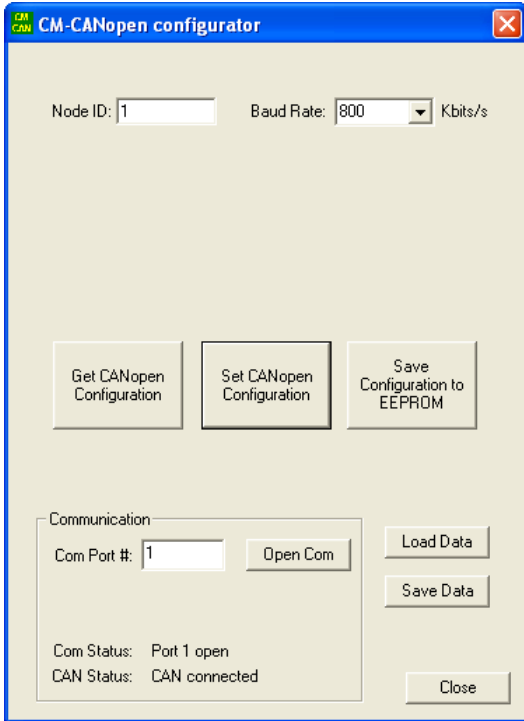 CM
CAN
CM-CANopen configurator
Node ID: 1 Baud Rate: 800 Kbits/s
Get CANopen
Configuration
Set CANopen
Configuration
Save
Configuration to
EEPROM
Communication
Com Port #: 1 Open Com
Load Data
Save Data
Com Status: Port 1 open
CAN Status: CAN connected
Close